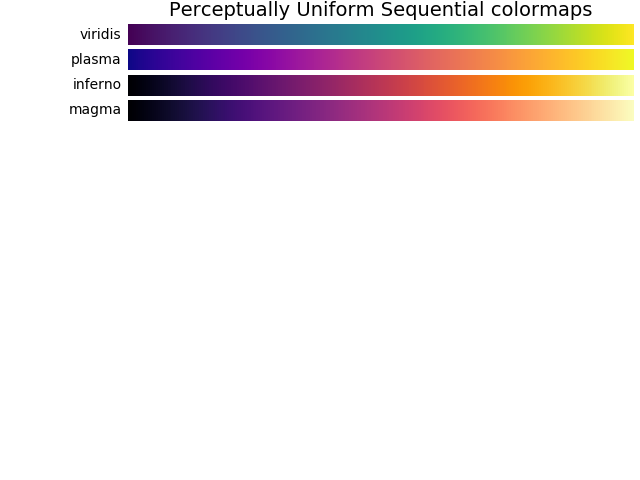 Perceptually Uniform Sequential colormaps
viridis
plasma
inferno
magma